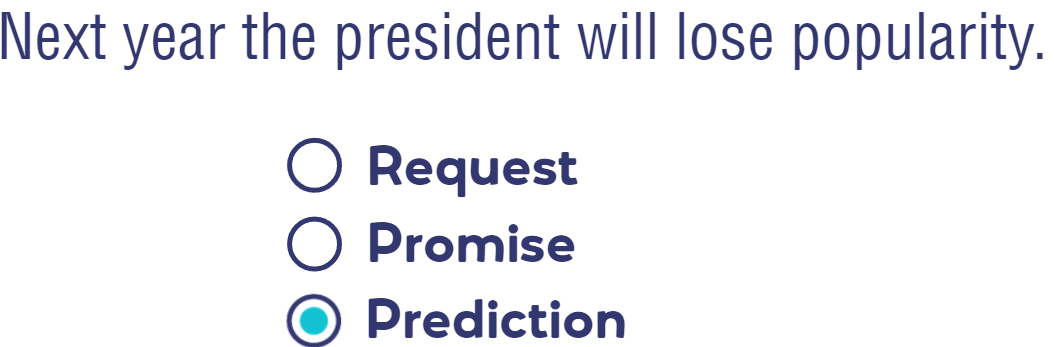 Next year the president will lose popularity.
Request
Promise
Prediction